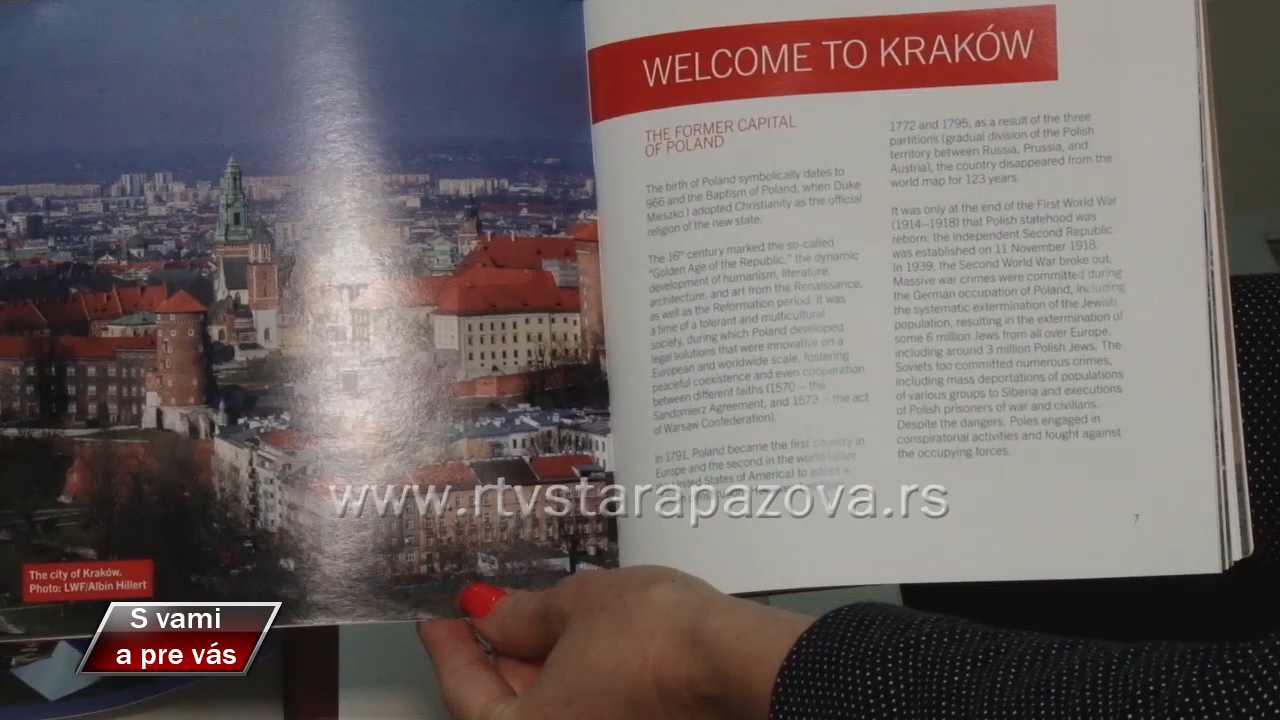 WELCOME TO KRAKÓW
THE FORMER CAPITAL
OF POLAND
The birth of Poland symbolically dates to
966 and the Baptism of Poland, when Duke
Mieszko I adopted Christianity as the official
religion of the new state.
The 16th century marked the so-called
"Golden Age of the Republic," the dynamic
development of humanism, literature,
architecture, and art from the Renaissance,
as well as the Reformation period. It was
a time of a tolerant and multicultural
society, during which Poland developed
legal solutions that were innovative on a
European and worldwide scale, fostering
peaceful coexistence and even cooperation
between different faiths (1570 – the
Sandomierz Agreement, and 1573 – the act
of Warsaw Confederation).
In 1791, Poland became the first country in
Europe and the second in the world (after
United States of America) to adopt a
1772 and 1795, as a result of the three
partitions (gradual division of the Polish
territory between Russia, Prussia, and
Austria), the country disappeared from the
world map for 123 years.
It was only at the end of the First World War
(1914–1918) that Polish statehood was
reborn: the independent Second Republic
was established on 11 November 1918.
In 1939, the Second World War broke out.
Massive war crimes were committed during
the German occupation of Poland, including
the systematic extermination of the Jewish
population, resulting in the extermination of
some 6 million Jews from all over Europe,
including around 3 million Polish Jews. The
Soviets too committed numerous crimes,
including mass deportations of populations
of various groups to Siberia and executions
of Polish prisoners of war and civilians.
Despite the dangers, Poles engaged in
conspiratorial activities and fought against
the occupying forces.
7
www.rtvstarapazova.rs
The city of Kraków.
Photo: LWF/Albin Hillert
S vami
a pre vás